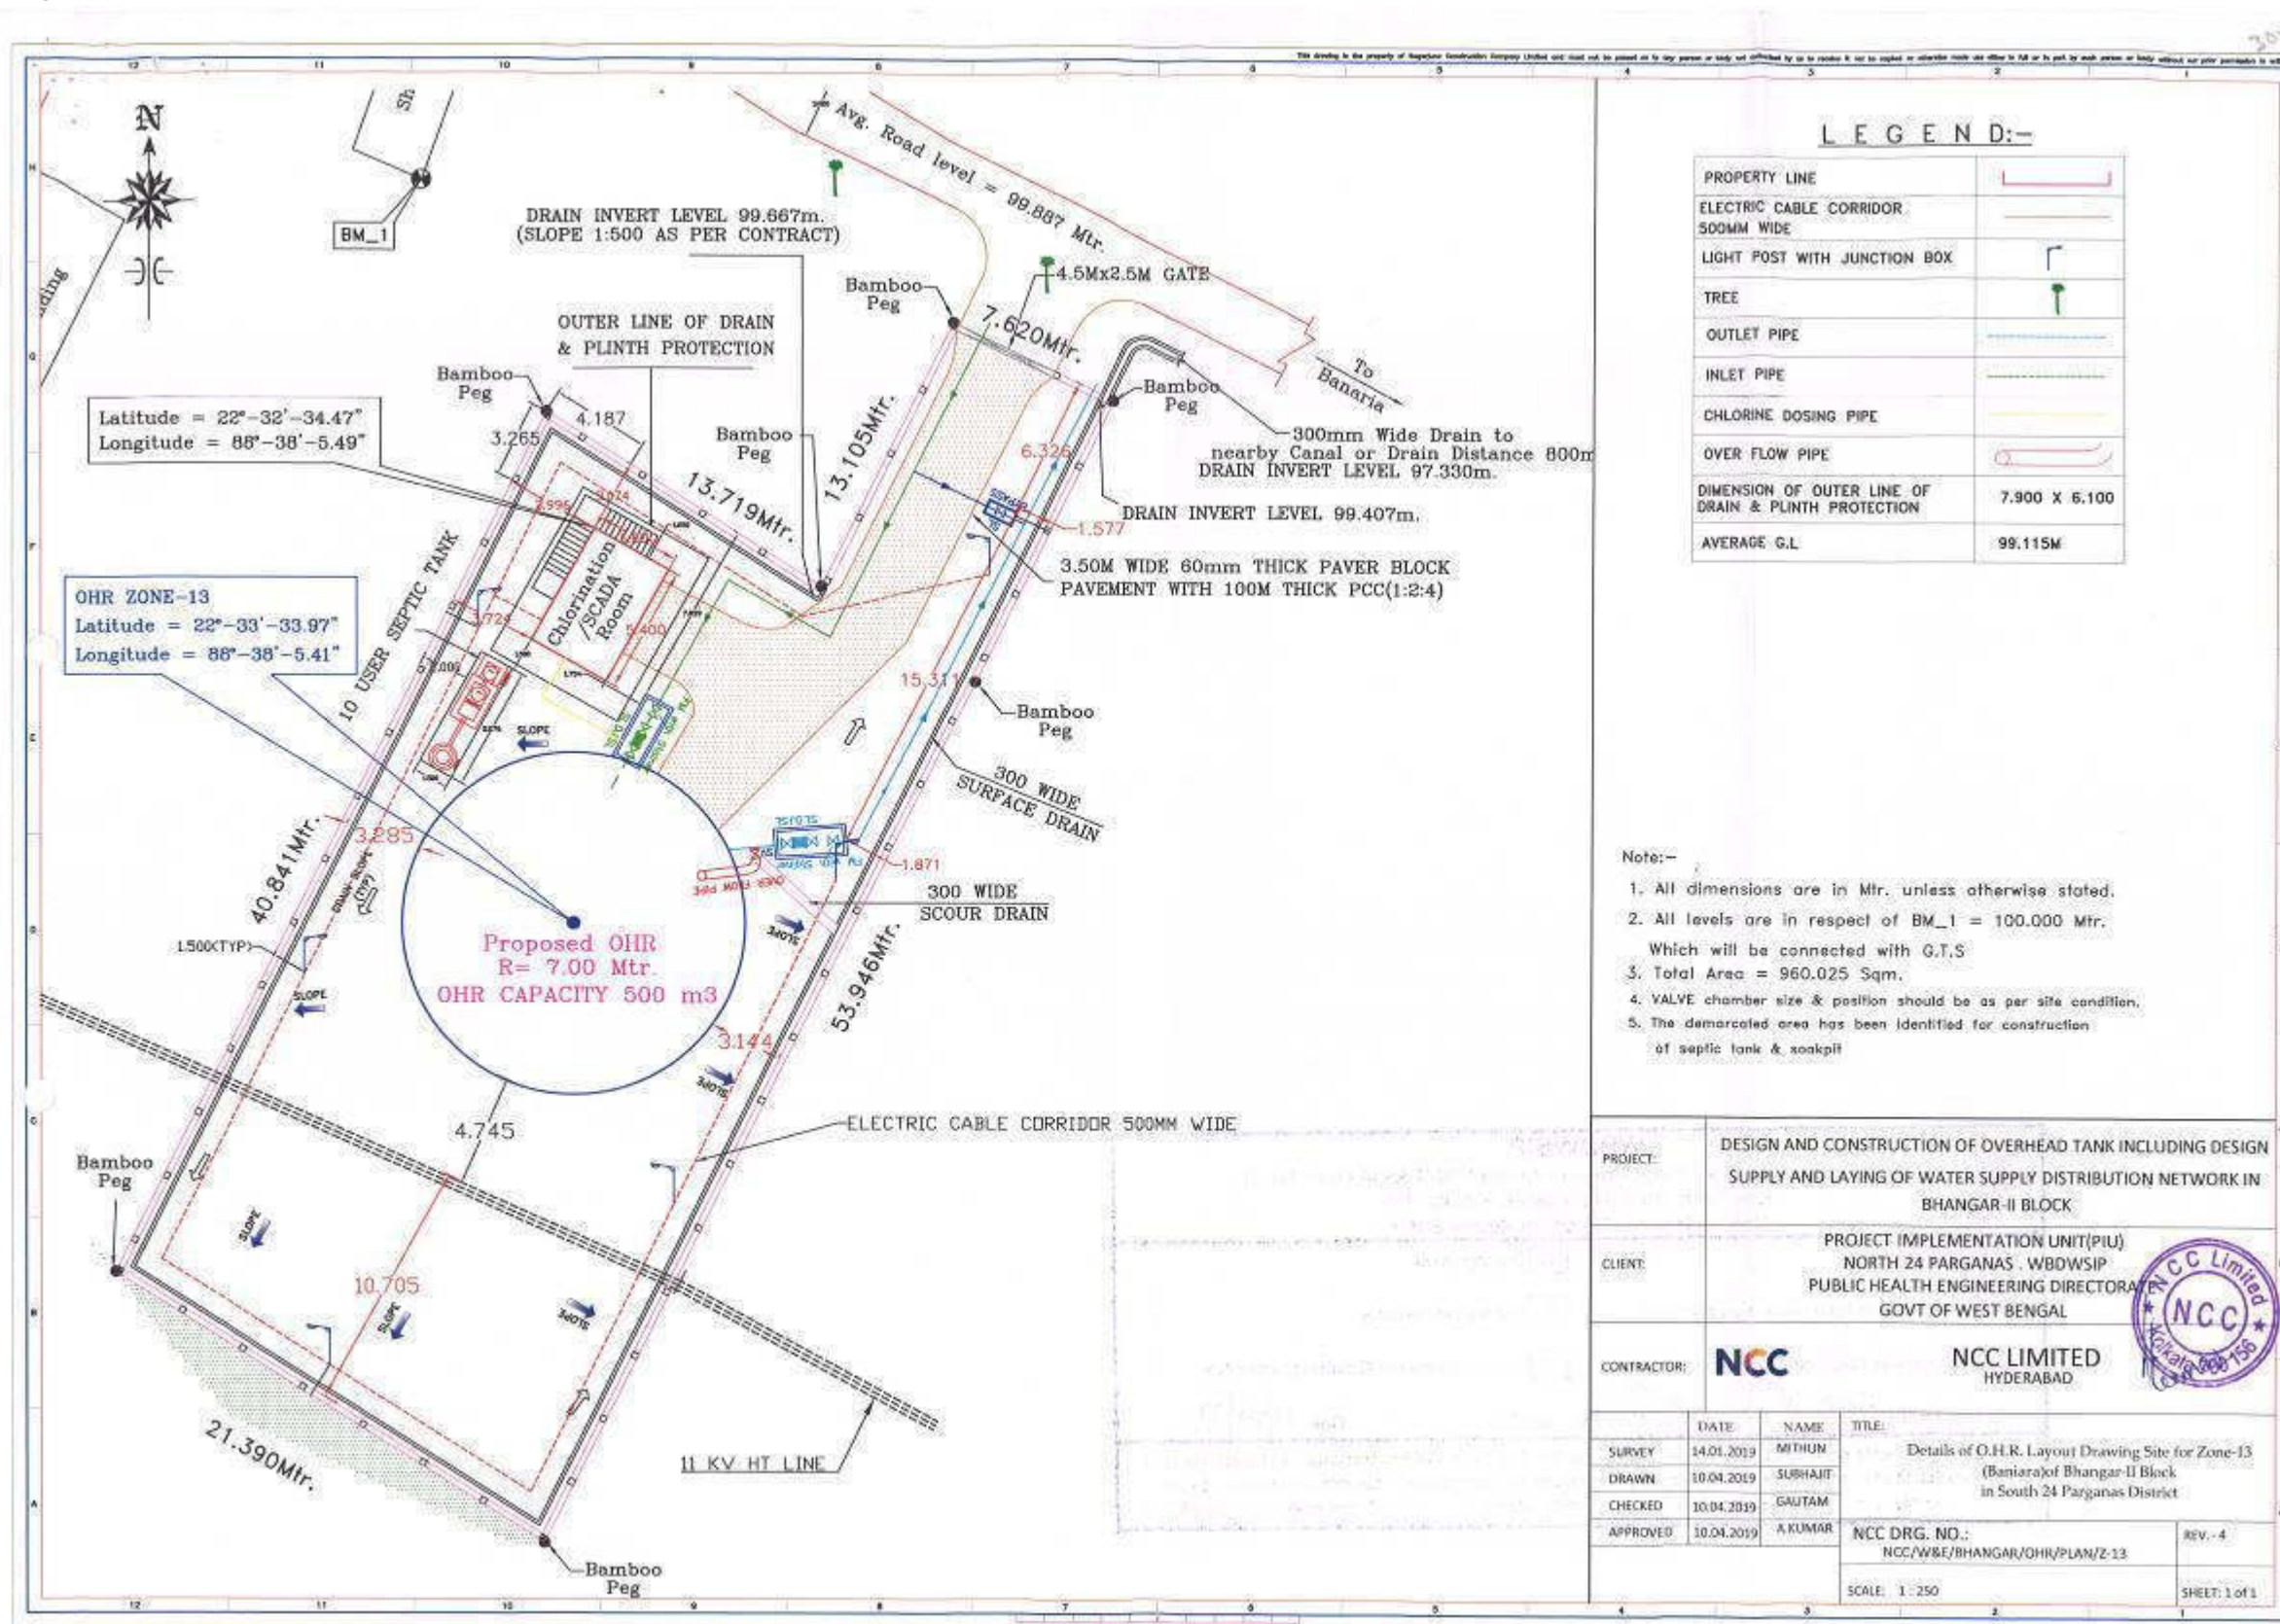 N
Sh
BM_1
Avg. Road level = 99.887 Mtr.
DRAIN INVERT LEVEL 99.667m.
(SLOPE 1:500 AS PER CONTRACT)
4.5Mx2.5M GATE
Bamboo
Peg
7.620Mtr.
OUTER LINE OF DRAIN
& PLINTH PROTECTION
To
Banaria
Bamboo
Peg
Bamboo
Peg
Latitude = 22°-32'-34.47"
Longitude = 88°-38'-5.49"
4.187
3.265
Bamboo
Peg
13.105Mtr.
6.326
300mm Wide Drain to
nearby Canal or Drain Distance 800m
DRAIN INVERT LEVEL 97.330m.
13.719Mtr.
DRAIN INVERT LEVEL 99.407m.
1.577
3.50M WIDE 60mm THICK PAVER BLOCK
PAVEMENT WITH 100M THICK PCC(1:2:4)
10 USER SEPTIC TANK
Chlorination
/SCADA
Room
5.400
OHR ZONE-13
Latitude = 22°-33'-33.97"
Longitude = 88°-38'-5.41"
15.311
Bamboo
Peg
SLOPE
300 WIDE
SURFACE DRAIN
40.841Mtr.
3.285
DRAIN SLOPE
(TYP)
1.871
OVER FLOW PIPE
300 WIDE
SCOUR DRAIN
SLOPE
1.500(TYP)
Proposed OHR
R= 7.00 Mtr.
OHR CAPACITY 500 m3
53.946Mtr.
SLOPE
3.144
SLOPE
4.745
ELECTRIC CABLE CORRIDOR 500MM WIDE
Bamboo
Peg
SLOPE
10.705
SLOPE
SLOPE
21.390Mtr.
11 KV HT LINE
Bamboo
Peg
L E G E N D:-
PROPERTY LINE
ELECTRIC CABLE CORRIDOR
500MM WIDE
LIGHT POST WITH JUNCTION BOX
TREE
OUTLET PIPE
INLET PIPE
CHLORINE DOSING PIPE
OVER FLOW PIPE
DIMENSION OF OUTER LINE OF
DRAIN & PLINTH PROTECTION
7.900 X 6.100
AVERAGE G.L
99.115M
Note:-
1. All dimensions are in Mtr. unless otherwise stated.
2. All levels are in respect of BM_1 = 100.000 Mtr.
Which will be connected with G.T.S
3. Total Area = 960.025 Sqm.
4. VALVE chamber size & position should be as per site condition.
5. The demarcated area has been identified for construction
of septic tank & soakpit
PROJECT:
DESIGN AND CONSTRUCTION OF OVERHEAD TANK INCLUDING DESIGN
SUPPLY AND LAYING OF WATER SUPPLY DISTRIBUTION NETWORK IN
BHANGAR-II BLOCK
CLIENT:
PROJECT IMPLEMENTATION UNIT(PIU)
NORTH 24 PARGANAS . WBDWSIP
PUBLIC HEALTH ENGINEERING DIRECTORATE
GOVT OF WEST BENGAL
NCC Limited
NCC
CONTRACTOR:
NCC
NCC LIMITED
HYDERABAD
DATE NAME TITLE:
SURVEY 14.01.2019 MITHUN
DRAWN 10.04.2019 SUBHAJIT
CHECKED 10.04.2019 GAUTAM
APPROVED 10.04.2019 A.KUMAR
Details of O.H.R. Layout Drawing Site for Zone-13
(Baniara)of Bhangar-II Block
in South 24 Parganas District
NCC DRG. NO.:
NCC/W&E/BHANGAR/OHR/PLAN/Z-13
REV.- 4
SCALE: 1 : 250
SHEET: 1 of 1